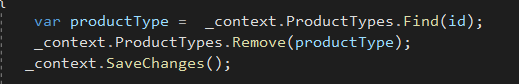 {
var productType = _context.ProductTypes.Find(id);
_context.ProductTypes.Remove(productType);
_context.SaveChanges();